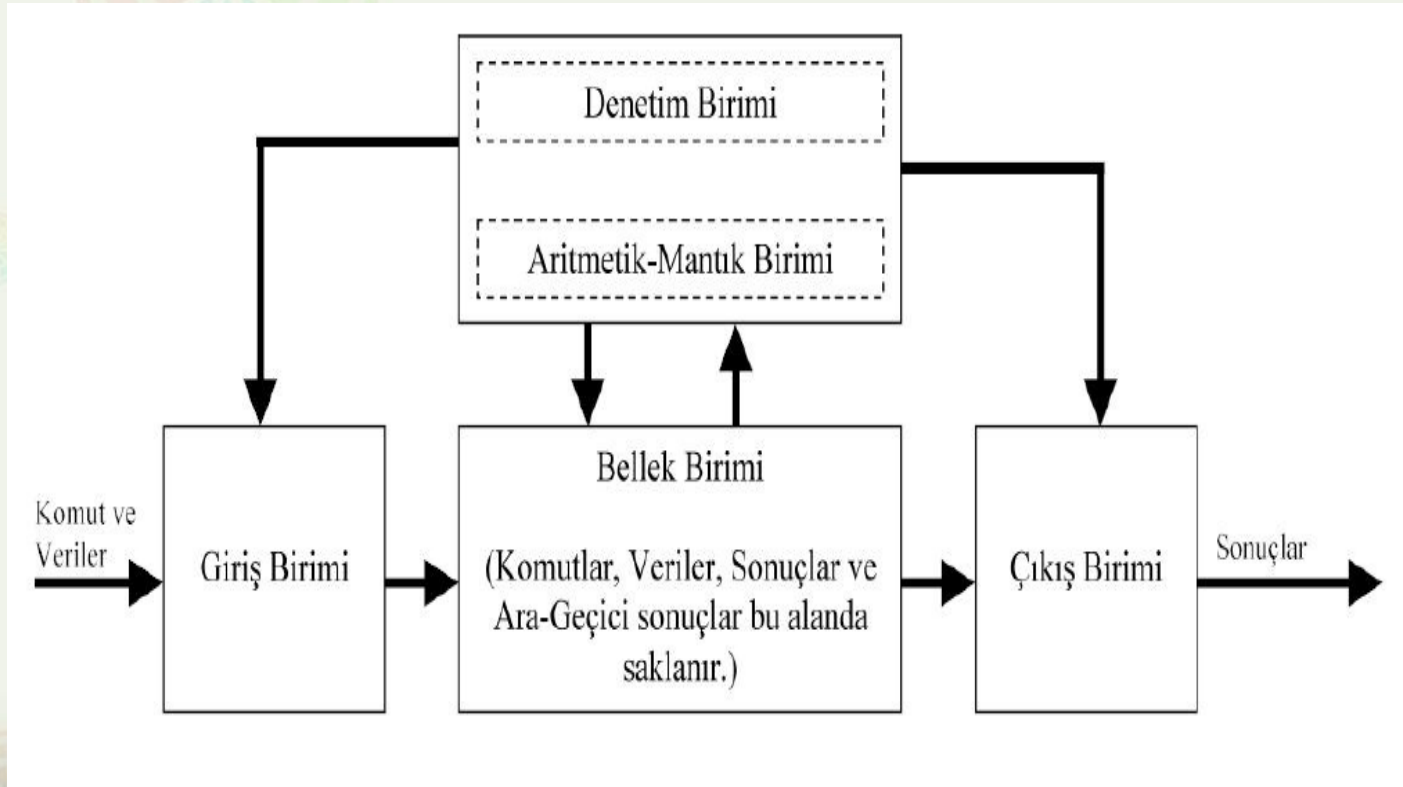 Denetim Birimi
Aritmetik-Mantık Birimi
Komut ve
Veriler
Giriş Birimi
Bellek Birimi
(Komutlar, Veriler, Sonuçlar ve
Ara-Geçici sonuçlar bu alanda
saklanır.)
Çıkış Birimi
Sonuçlar